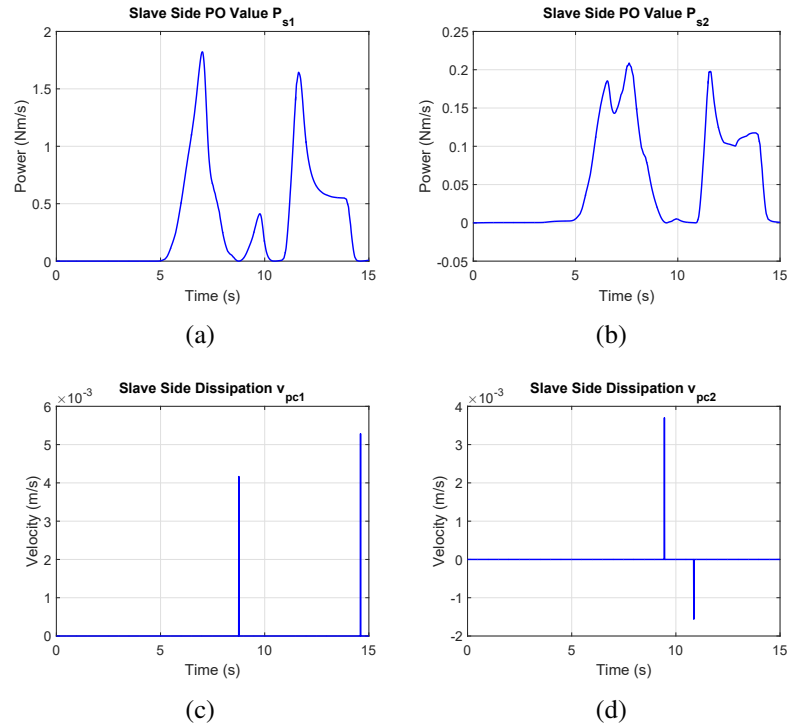 Slave Side PO Value P_s1
2
1.5
1
0.5
0
Power (Nm/s)
0
5
10
15
Time (s)
(a)
Slave Side PO Value P_s2
0.25
0.2
0.15
0.1
0.05
0
-0.05
Power (Nm/s)
0
5
10
15
Time (s)
(b)
Slave Side Dissipation v_pc1
×10^-3
6
5
4
3
2
1
0
Velocity (m/s)
0
5
10
15
Time (s)
(c)
Slave Side Dissipation v_pc2
×10^-3
4
3
2
1
0
-1
-2
Velocity (m/s)
0
5
10
15
Time (s)
(d)